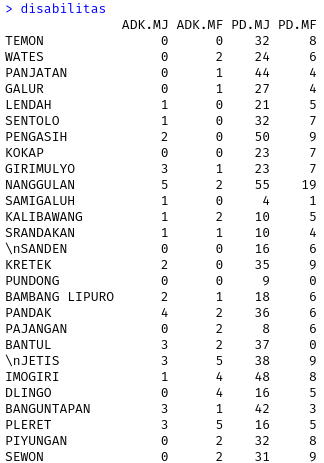 > disabilitas
ADK.MJ ADK.MF PD.MJ PD.MF
TEMON 0 0 32 8
WATES 0 2 24 6
PANJATAN 0 1 44 4
GALUR 0 1 27 4
LENDAH 1 0 21 5
SENTOLO 1 0 32 7
PENGASIH 2 0 50 9
KOKAP 0 0 23 7
GIRIMULYO 3 1 23 7
NANGGULAN 5 2 55 19
SAMIGALUH 1 0 4 1
KALIBAWANG 1 2 10 5
SRANDAKAN 1 1 10 4
\nSANDEN 0 0 16 6
KRETEK 2 0 35 9
PUNDONG 0 0 9 0
BAMBANG LIPURO 2 1 18 6
PANDAK 4 2 36 6
PAJANGAN 0 2 8 6
BANTUL 3 2 37 0
\nJETIS 3 5 38 9
IMOGIRI 1 4 48 8
DLINGO 0 4 16 5
BANGUNTAPAN 3 1 42 3
PLERET 3 5 16 5
PIYUNGAN 0 2 32 8
SEWON 0 2 31 9